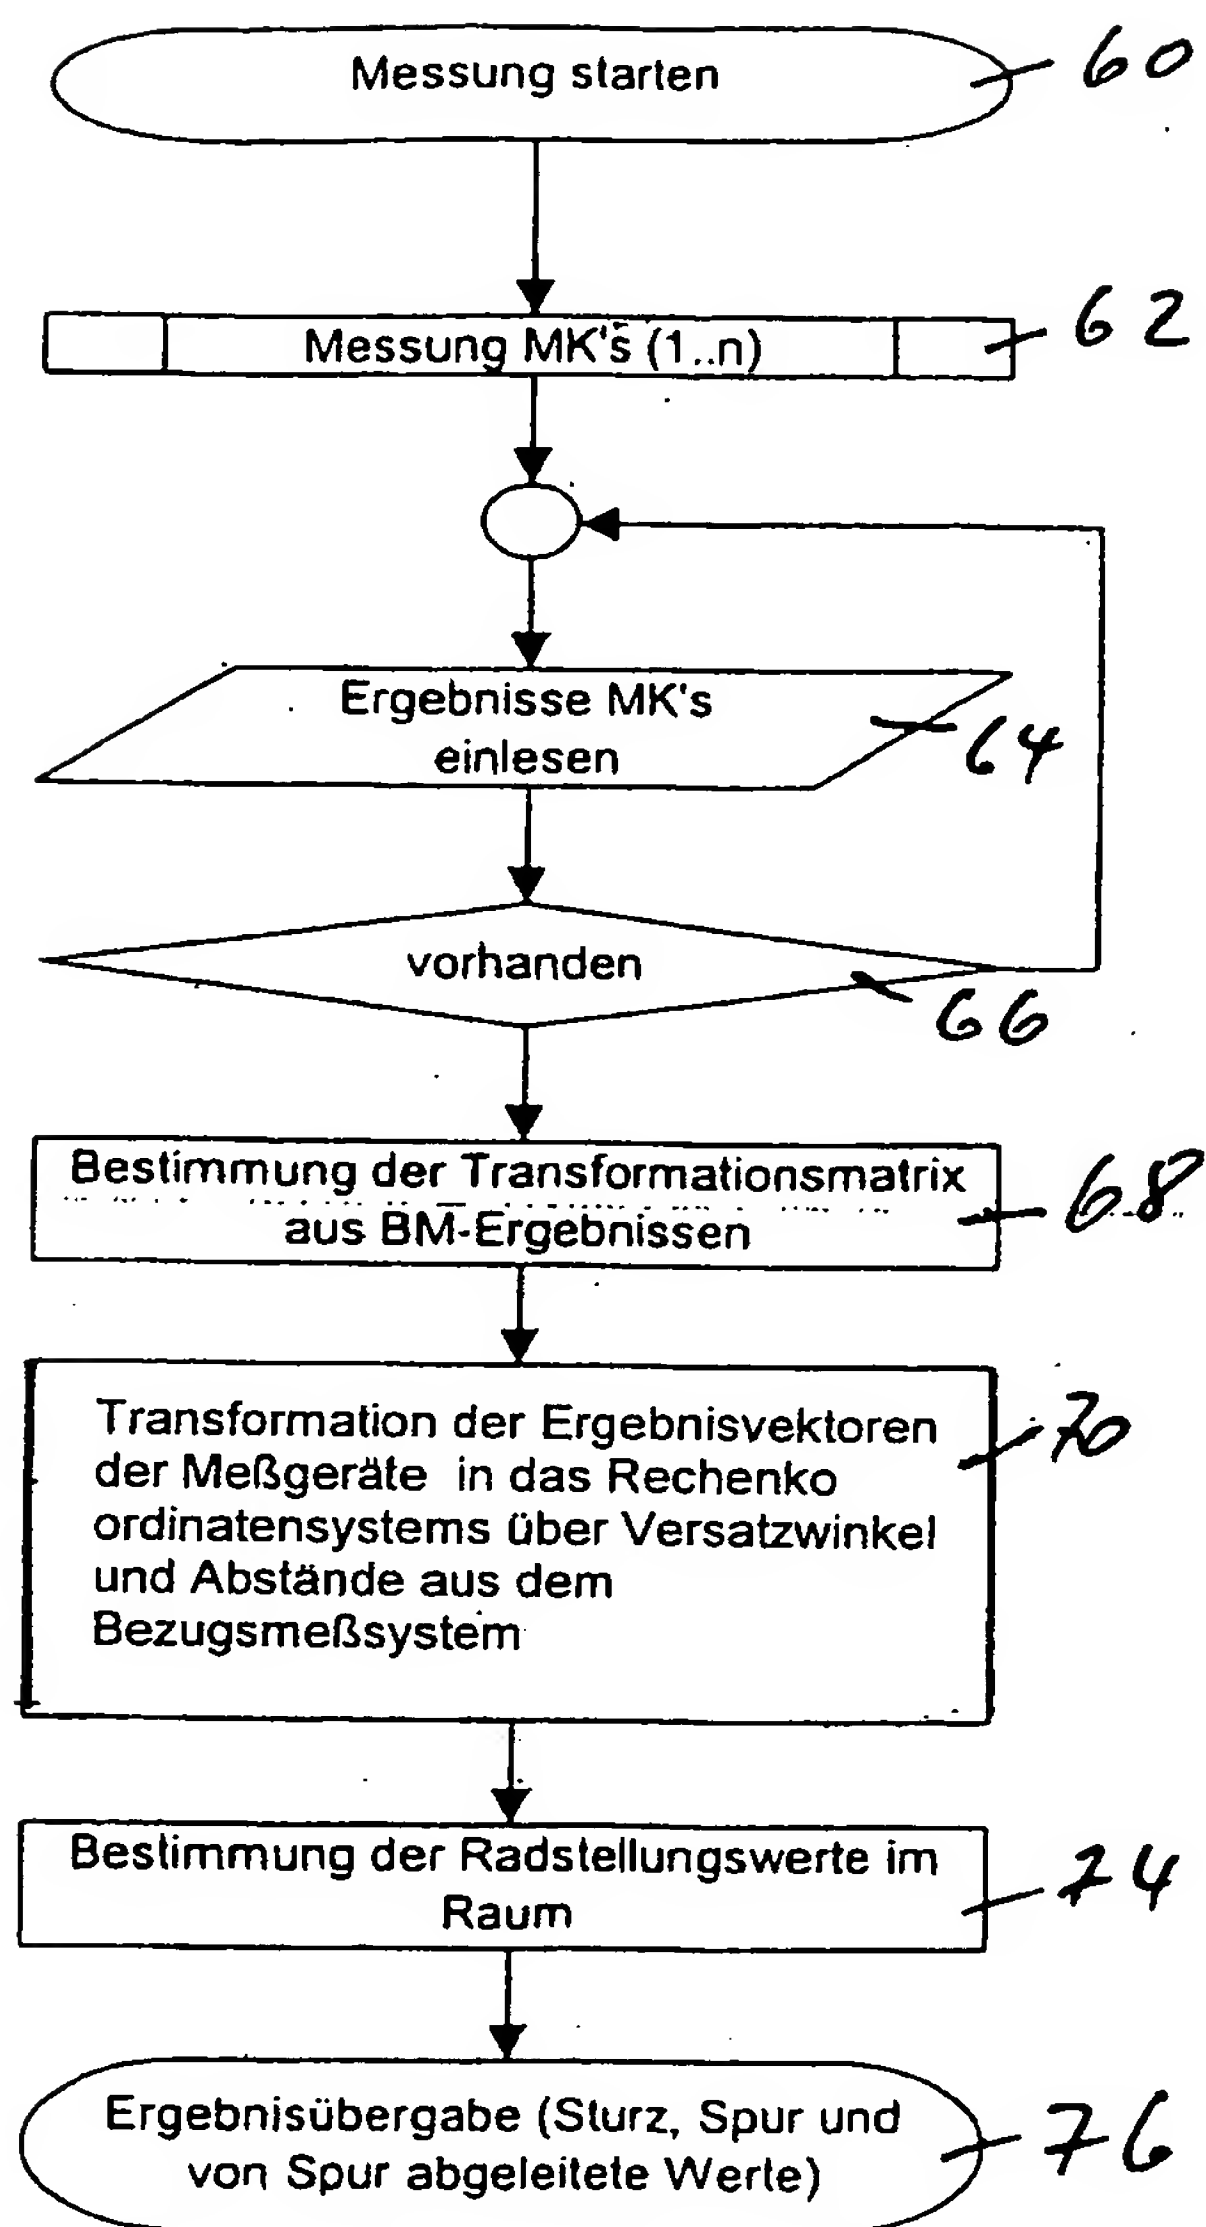 Messung starten
60
Messung MK's (1..n)
62
Ergebnisse MK's
einlesen
64
vorhanden
66
Bestimmung der Transformationsmatrix
aus BM-Ergebnissen
68
Transformation der Ergebnisvektoren
der Meßgeräte in das Rechenko
ordinatensystems über Versatzwinkel
und Abstände aus dem
Bezugsmeßsystem
70
Bestimmung der Radstellungswerte im
Raum
74
Ergebnisübergabe (Sturz, Spur und
von Spur abgeleitete Werte)
76